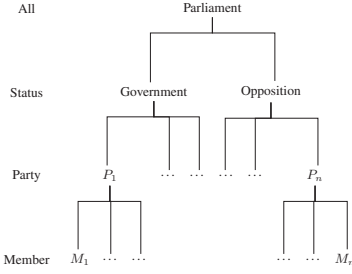 All Parliament
Status Government Opposition
Party P₁ ⋯ ⋯ ⋯ ⋯ Pₙ
Member M₁ ⋯ ⋯ ⋯ ⋯